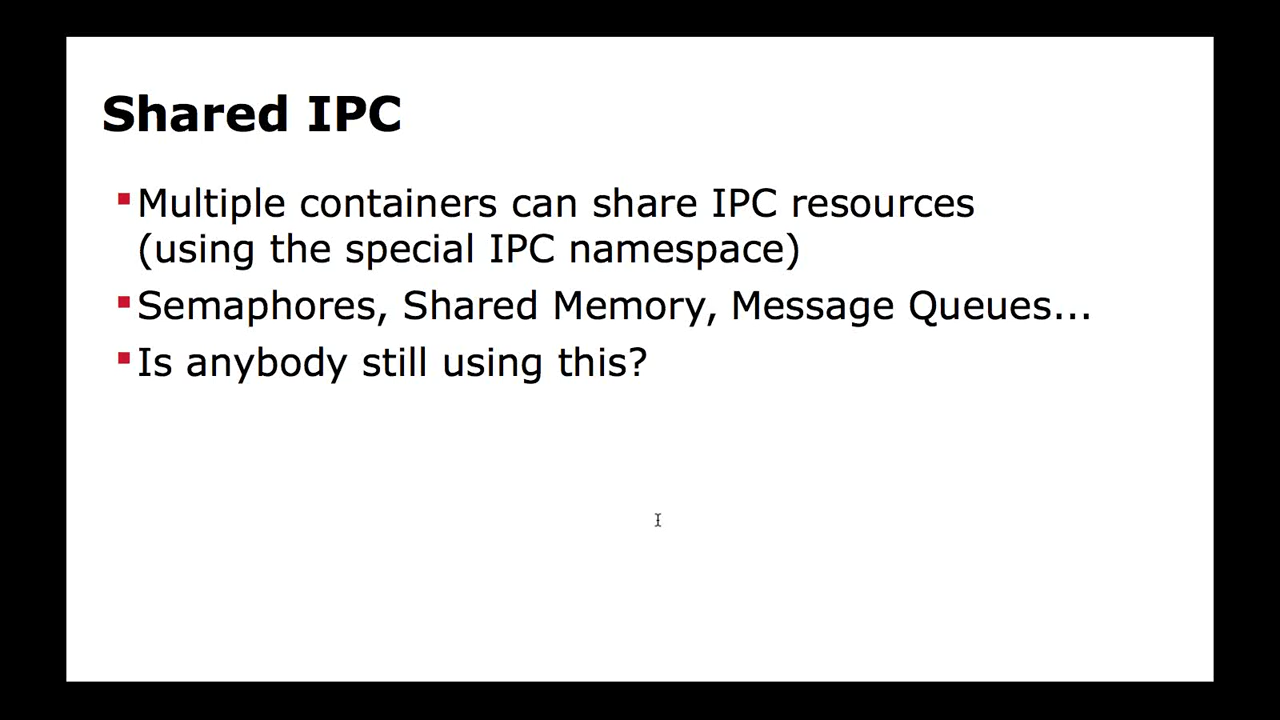 Shared IPC
Multiple containers can share IPC resources
(using the special IPC namespace)
Semaphores, Shared Memory, Message Queues...
Is anybody still using this?